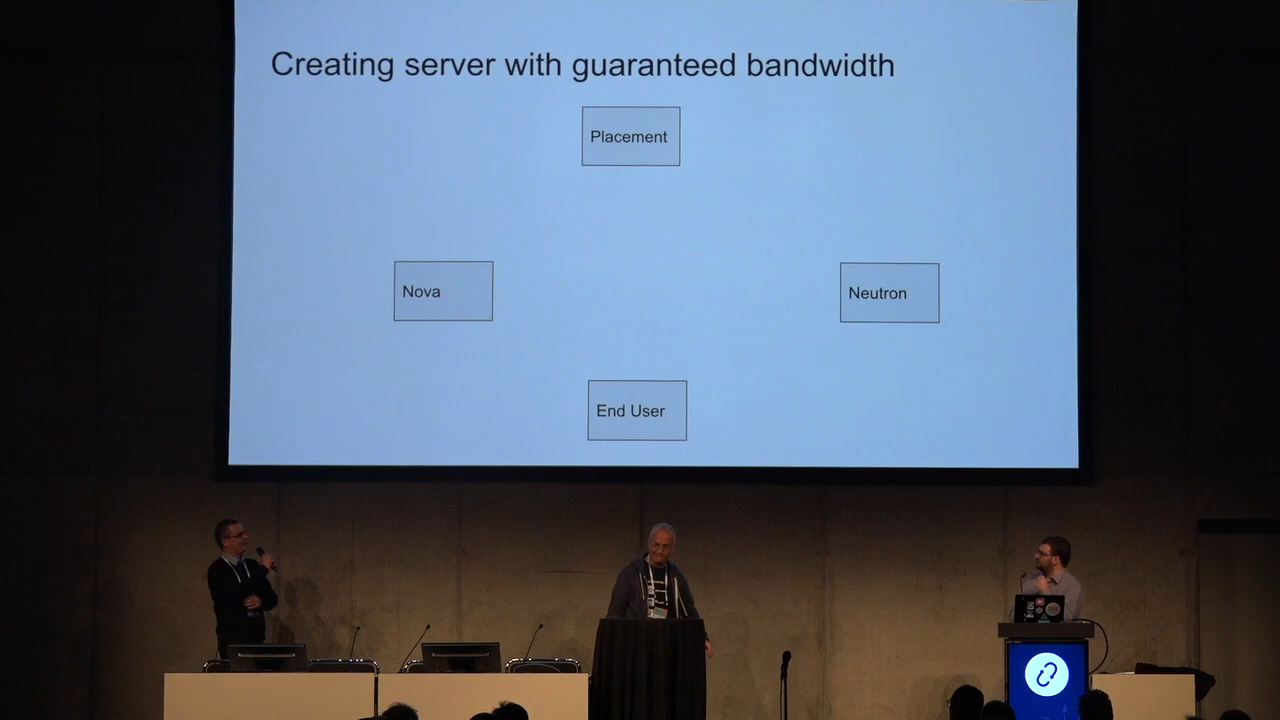 Creating server with guaranteed bandwidth
Placement
Nova
Neutron
End User